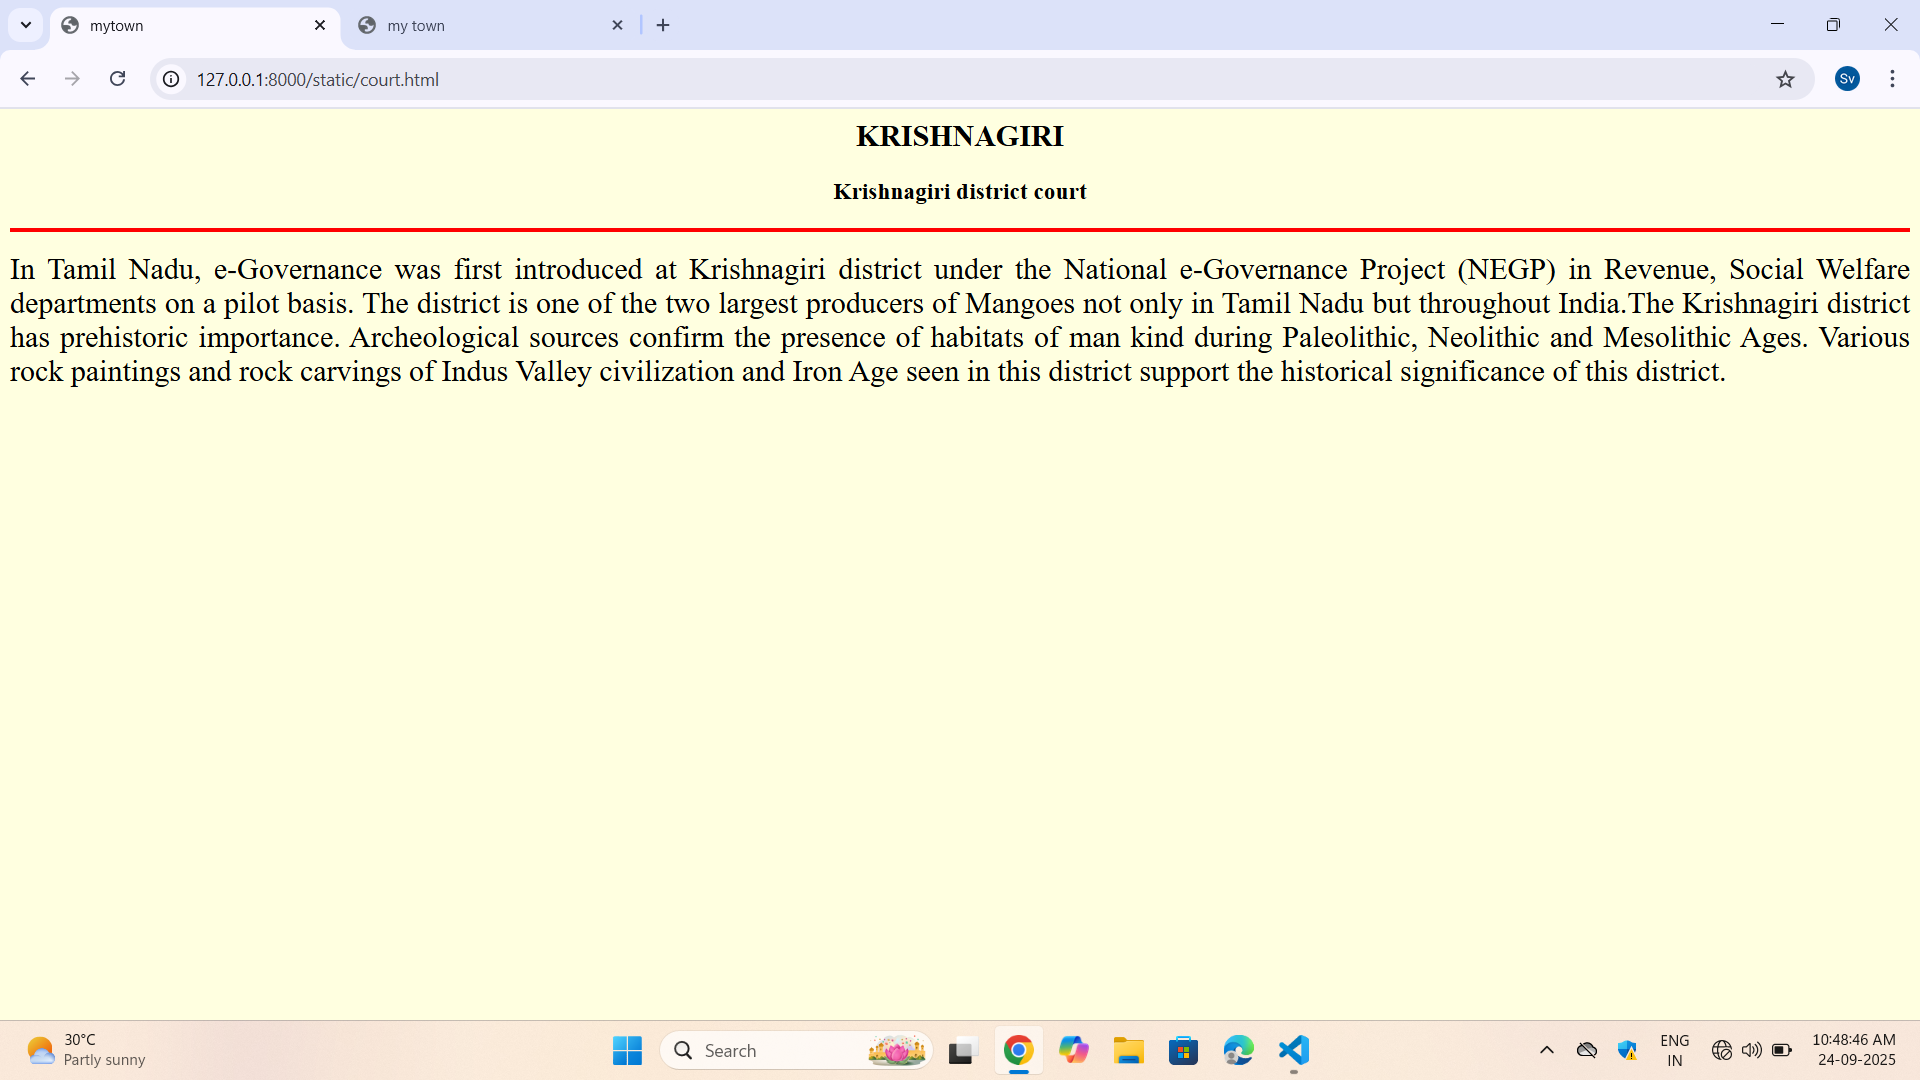 mytown
my town
127.0.0.1:8000/static/court.html
Sv
KRISHNAGIRI
Krishnagiri district court
In Tamil Nadu, e-Governance was first introduced at Krishnagiri district under the National e-Governance Project (NEGP) in Revenue, Social Welfare
departments on a pilot basis. The district is one of the two largest producers of Mangoes not only in Tamil Nadu but throughout India.The Krishnagiri district
has prehistoric importance. Archeological sources confirm the presence of habitats of man kind during Paleolithic, Neolithic and Mesolithic Ages. Various
rock paintings and rock carvings of Indus Valley civilization and Iron Age seen in this district support the historical significance of this district.
30°C
Partly sunny
Search
ENG
IN
10:48:46 AM
24-09-2025